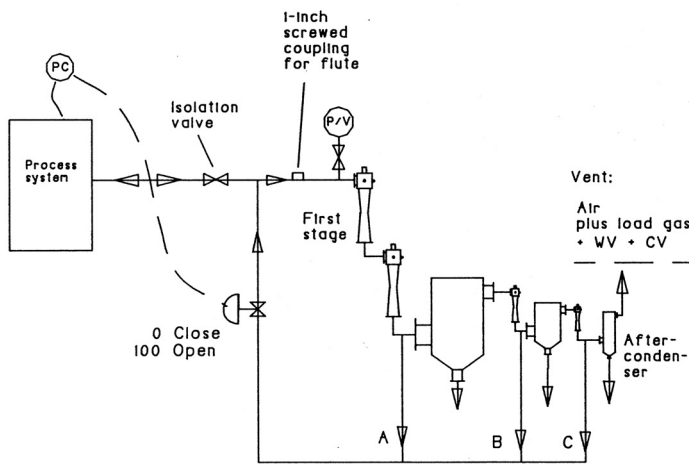 1-inch
screwed
coupling
for flute
PC
Isolation
valve
P/V
Process
system
First
stage
Vent:
Air
plus load gas
+ WV + CV
0 Close
100 Open
After-
conden-
ser
A
B
C